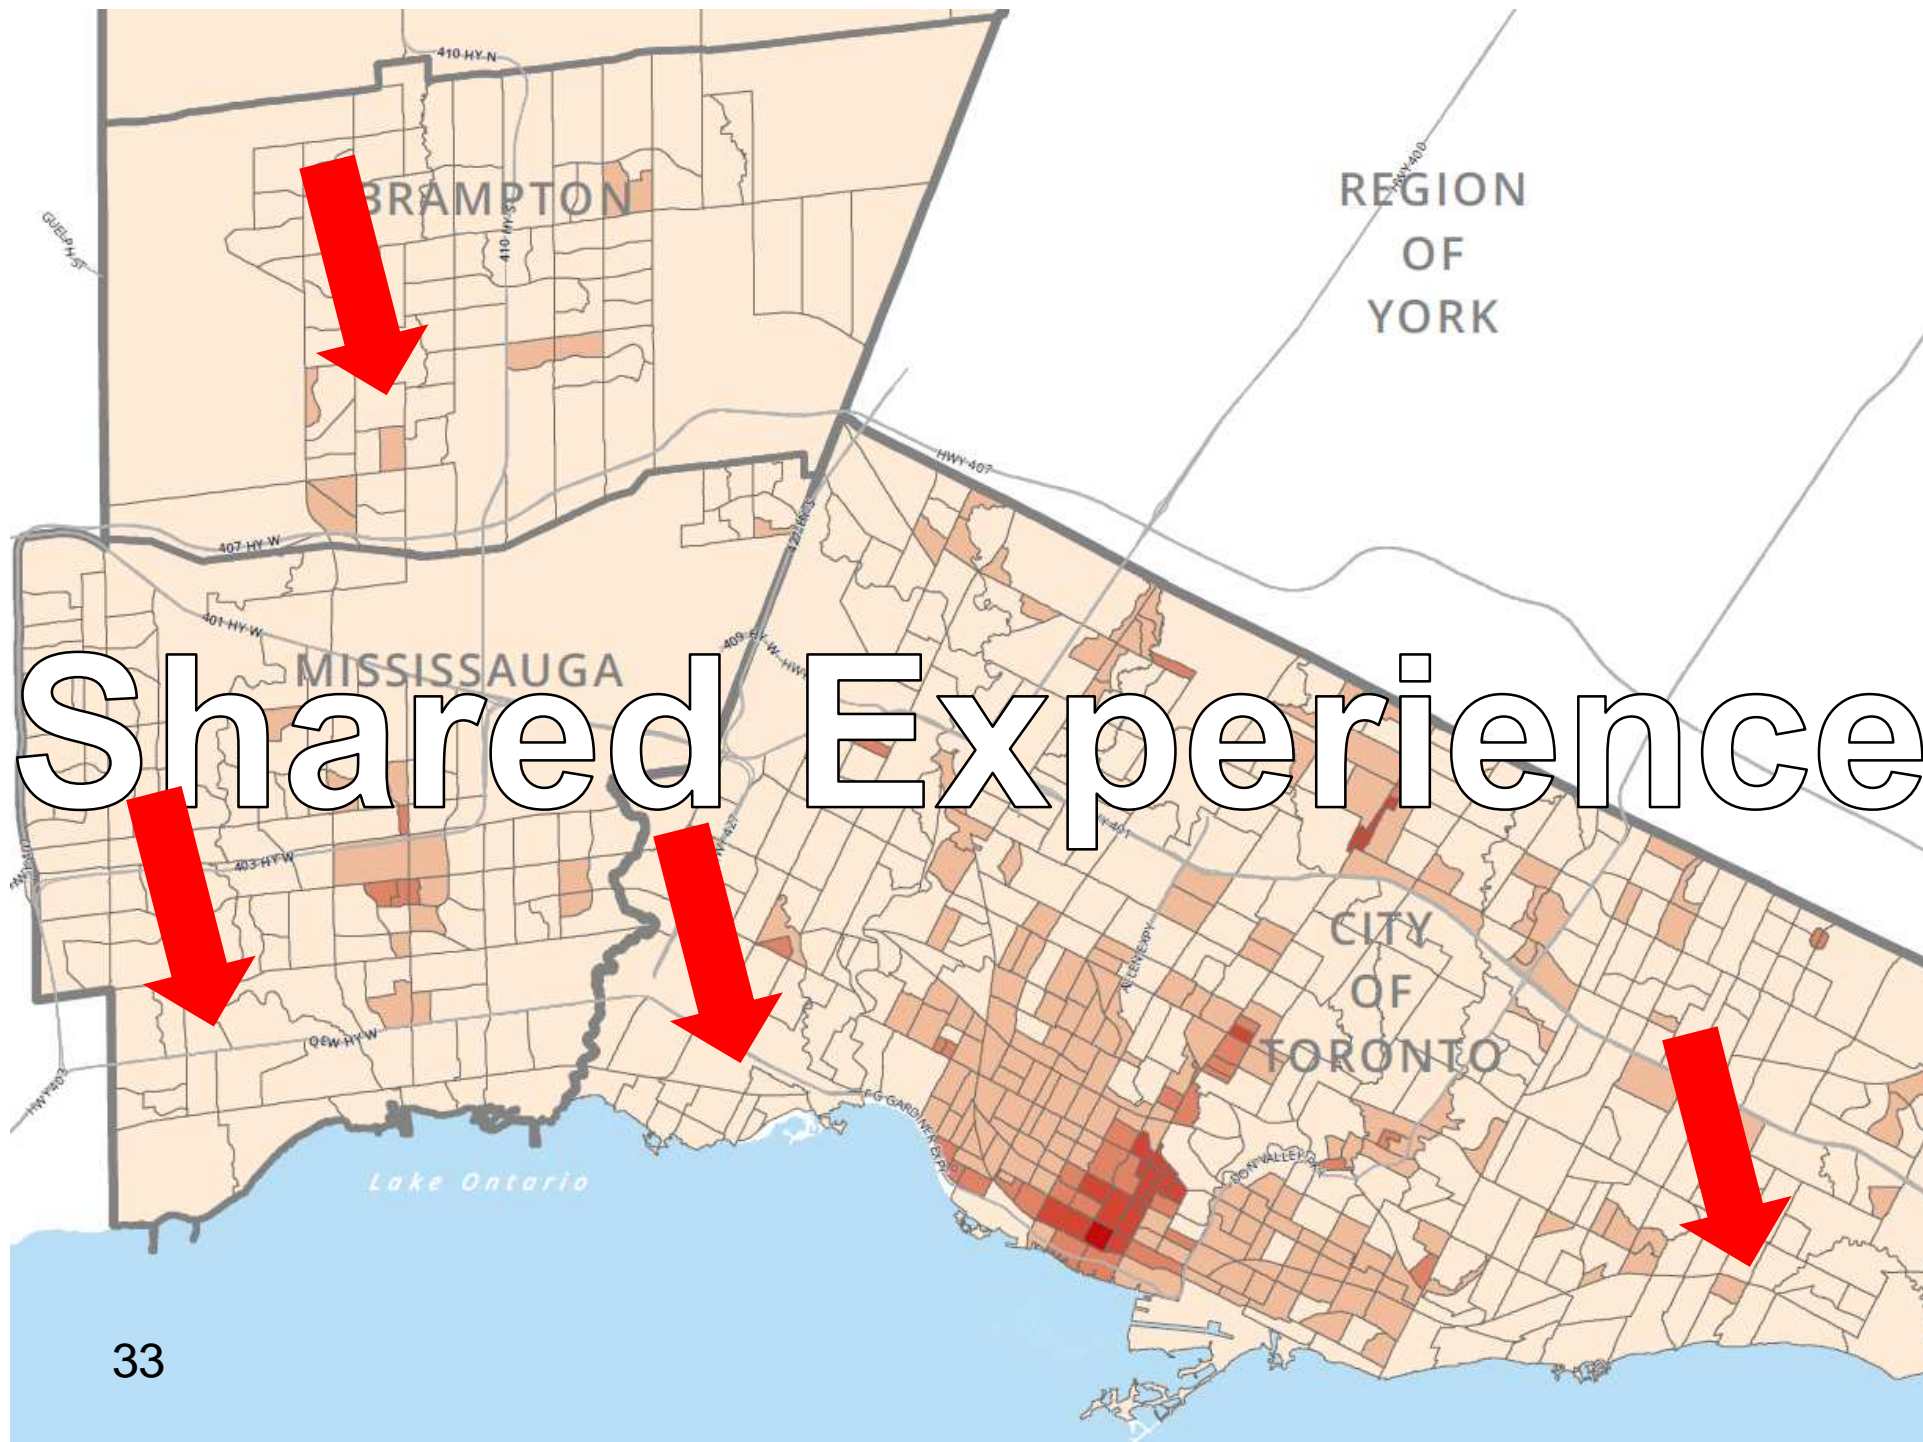 410 HY N
BRAMPTON
410 HY S
GUELPH ST
HWY 400
REGION
OF
YORK
HWY 407
407 HY W
427 HY S
401 HY W
409 HY W
HWY
MISSISSAUGA
Shared Experience
403 HY W
ALLEN EXPY
CITY
OF
TORONTO
QEW HY W
HWY403
F G GARDINER EXPY
DON VALLEY PKY
Lake Ontario
33